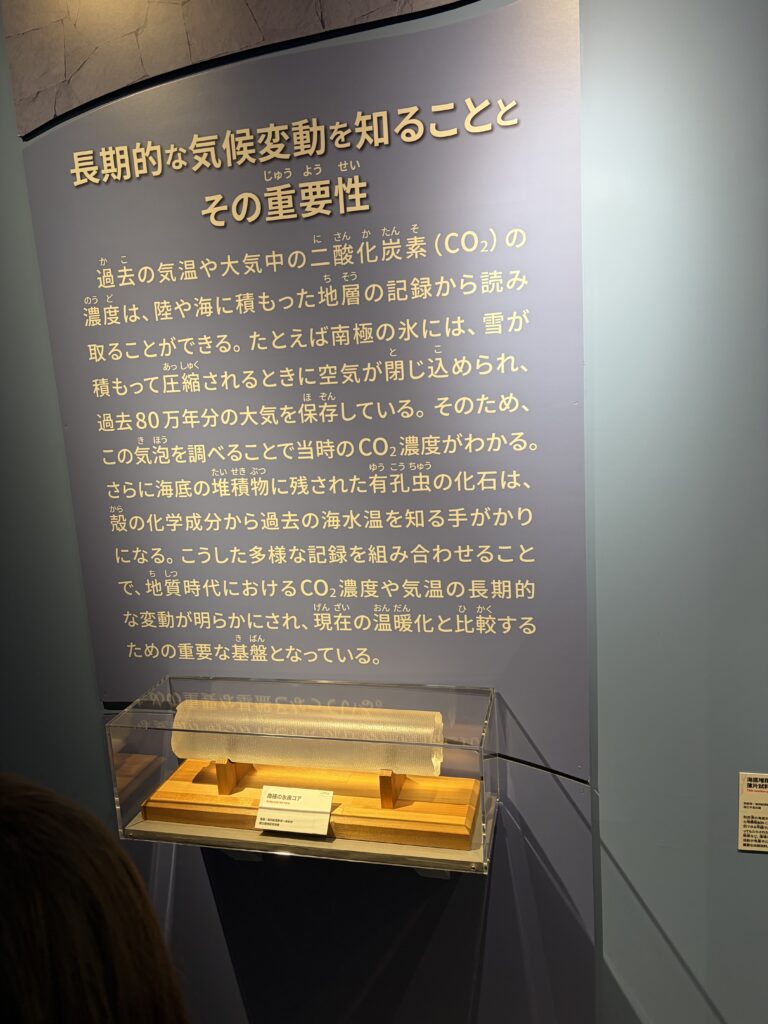 長期的な気候変動を知ることと
その重要性
過去の気温や大気中の二酸化炭素（CO₂）の
濃度は、陸や海に積もった地層の記録から読み
取ることができる。たとえば南極の氷には、雪が
積もって圧縮されるときに空気が閉じ込められ、
過去80万年分の大気を保存している。そのため、
この気泡を調べることで当時のCO₂濃度がわかる。
さらに海底の堆積物に残された有孔虫の化石は、
殻の化学成分から過去の海水温を知る手がかり
になる。こうした多様な記録を組み合わせること
で、地質時代におけるCO₂濃度や気温の長期的
な変動が明らかにされ、現在の温暖化と比較する
ための重要な基盤となっている。
南極の氷床コア